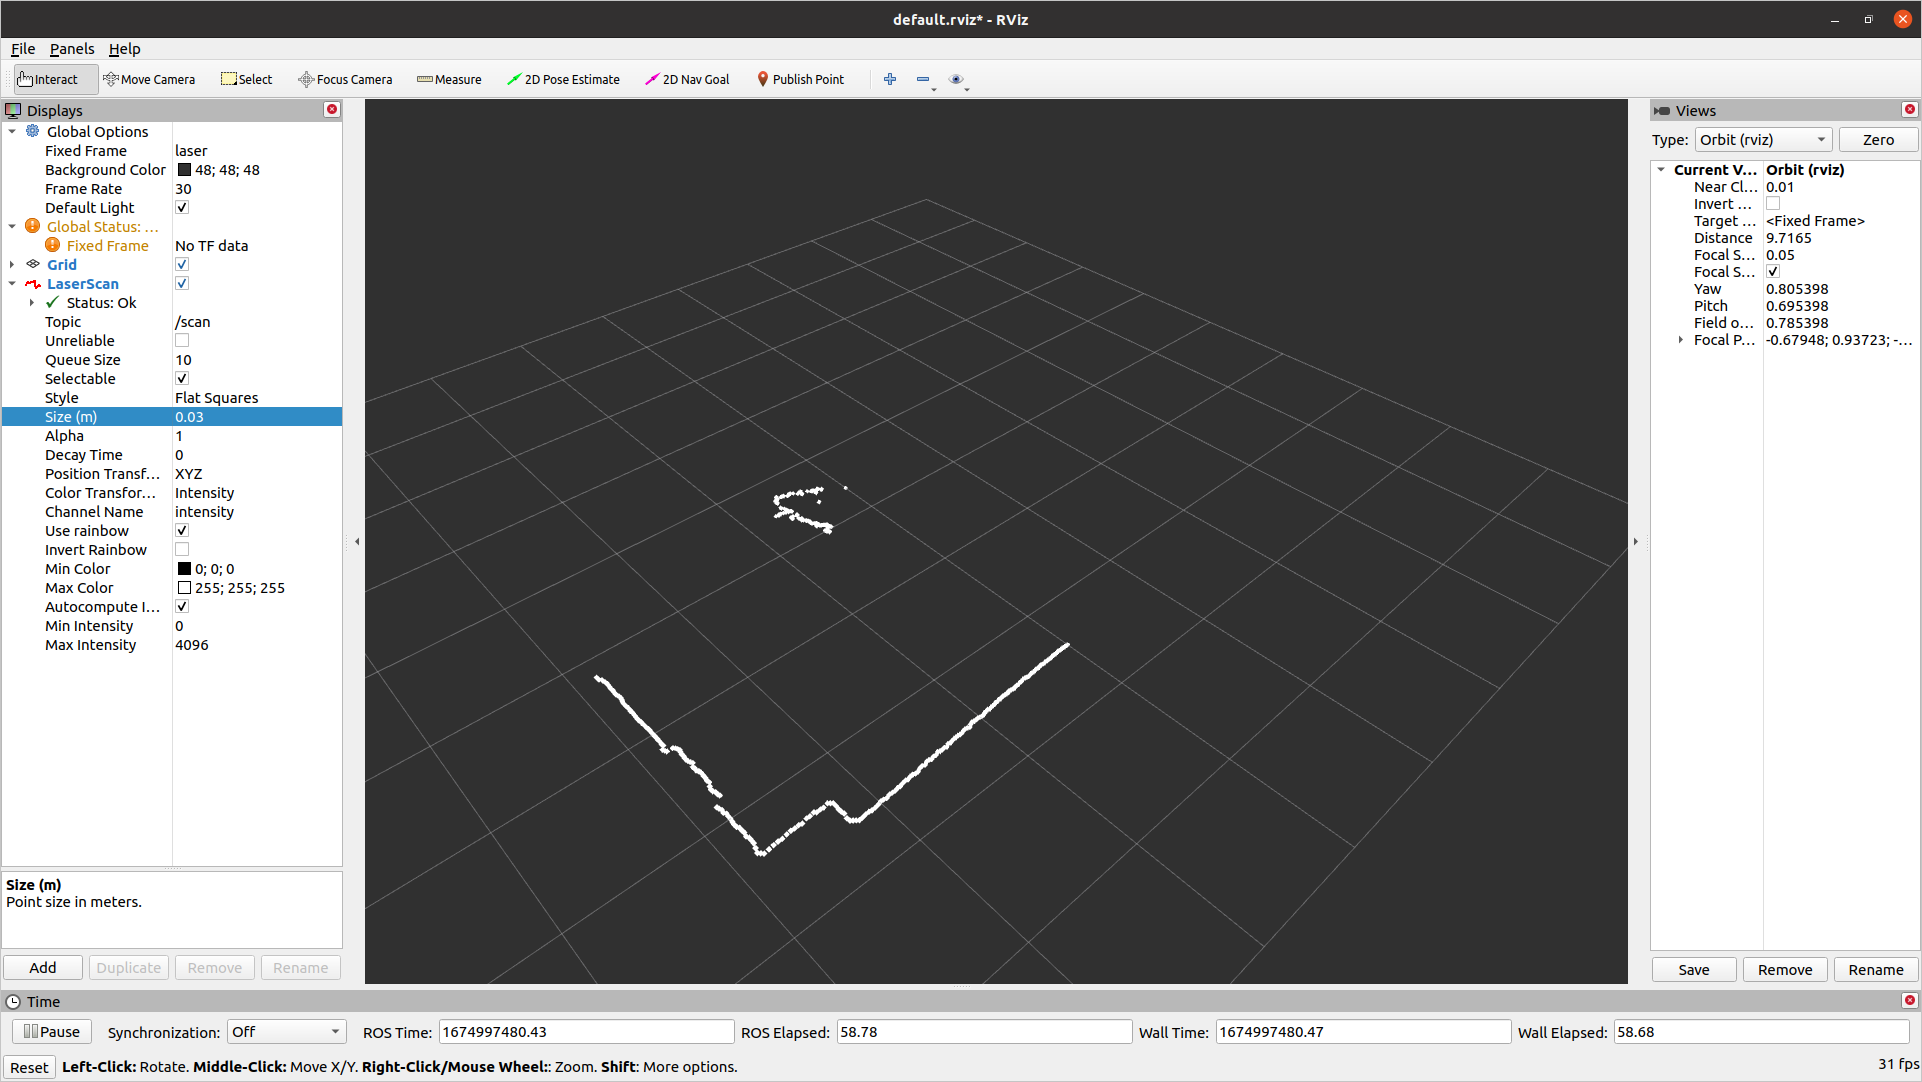 default.rviz* - RViz
File Panels Help
Interact Move Camera Select Focus Camera Measure 2D Pose Estimate 2D Nav Goal Publish Point
Displays
Global Options
Fixed Frame laser
Background Color 48; 48; 48
Frame Rate 30
Default Light
Global Status: ...
Fixed Frame No TF data
Grid
LaserScan
Status: Ok
Topic /scan
Unreliable
Queue Size 10
Selectable
Style Flat Squares
Size (m) 0.03
Alpha 1
Decay Time 0
Position Transf... XYZ
Color Transfor... Intensity
Channel Name intensity
Use rainbow
Invert Rainbow
Min Color 0; 0; 0
Max Color 255; 255; 255
Autocompute I...
Min Intensity 0
Max Intensity 4096
Size (m)
Point size in meters.
Add Duplicate Remove Rename
Views
Type: Orbit (rviz) Zero
Current V... Orbit (rviz)
Near Cl... 0.01
Invert ...
Target ... <Fixed Frame>
Distance 9.7165
Focal S... 0.05
Focal S...
Yaw 0.805398
Pitch 0.695398
Field o... 0.785398
Focal P... -0.67948; 0.93723; -...
Save Remove Rename
Time
Pause Synchronization: Off ROS Time: 1674997480.43 ROS Elapsed: 58.78 Wall Time: 1674997480.47 Wall Elapsed: 58.68
Reset Left-Click: Rotate. Middle-Click: Move X/Y. Right-Click/Mouse Wheel:: Zoom. Shift: More options. 31 fps